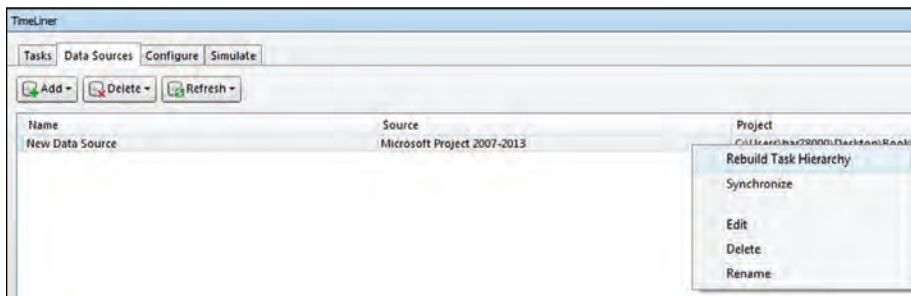 TimeLiner
Tasks Data Sources Configure Simulate
Add Delete Refresh
Name Source Project
New Data Source Microsoft Project 2007-2013
Rebuild Task Hierarchy
Synchronize
Edit
Delete
Rename